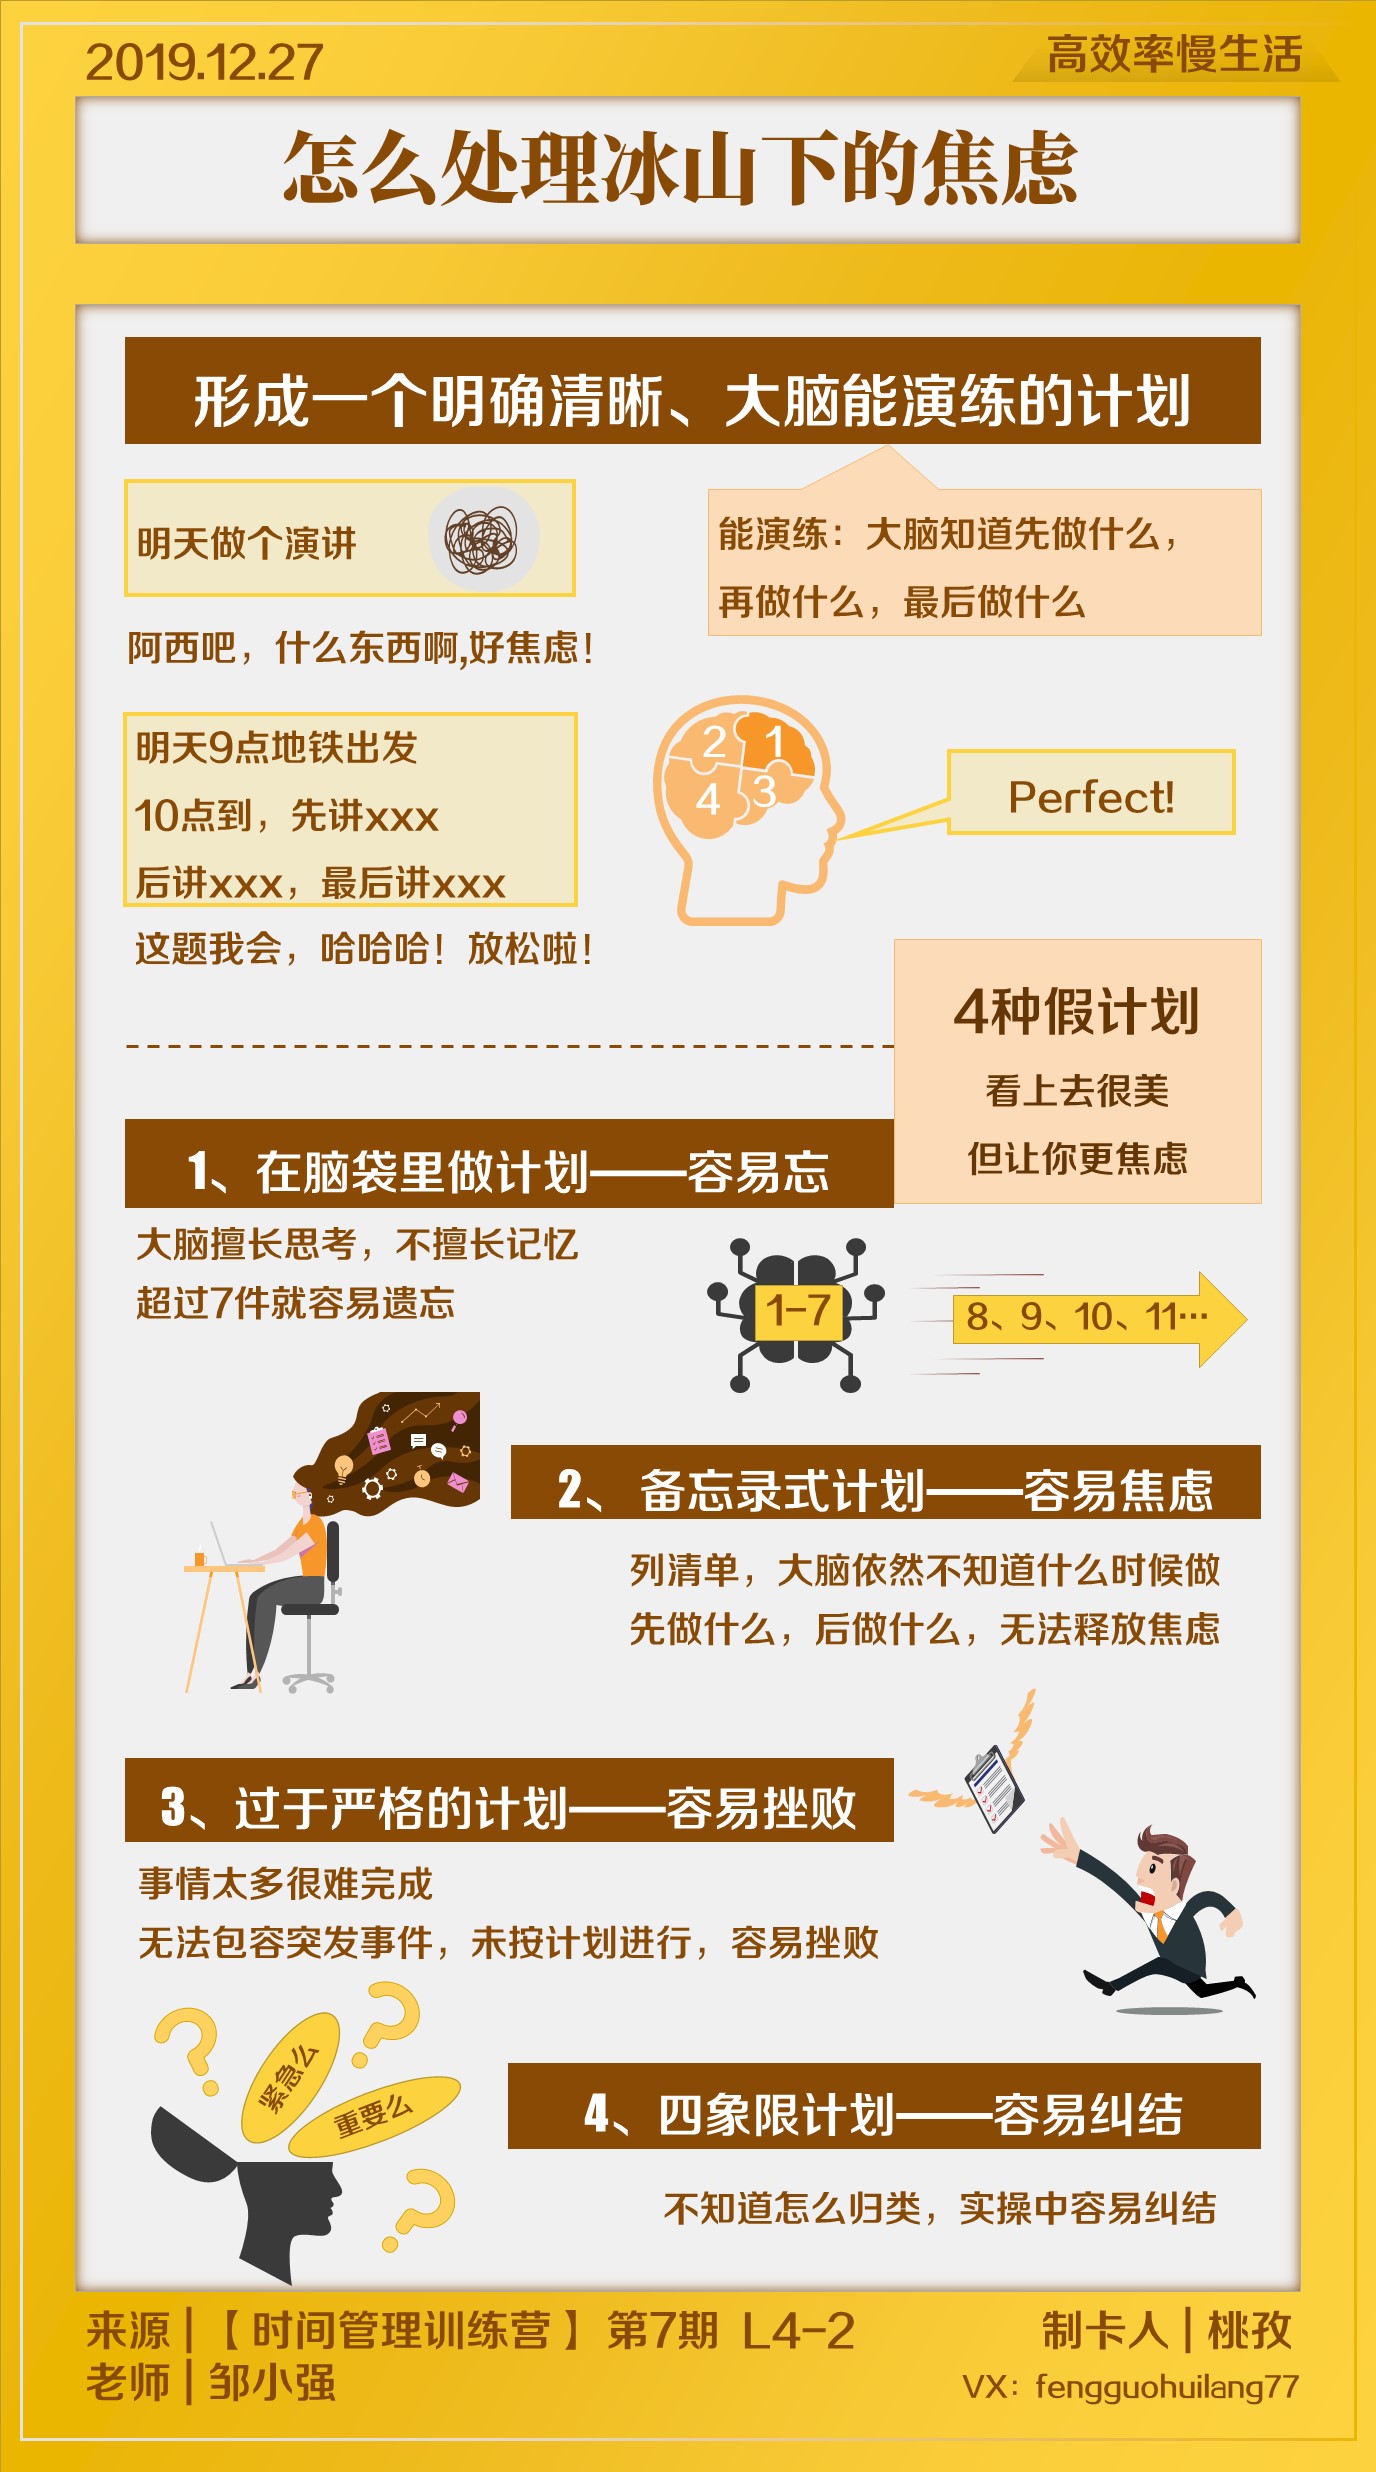 2019.12.27
高效率慢生活
怎么处理冰山下的焦虑
形成一个明确清晰、大脑能演练的计划
明天做个演讲
能演练：大脑知道先做什么，
再做什么，最后做什么
阿西吧，什么东西啊,好焦虑！
明天9点地铁出发
10点到，先讲xxx
后讲xxx，最后讲xxx
2 1
4 3
Perfect!
这题我会，哈哈哈！放松啦！
4种假计划
看上去很美
但让你更焦虑
1、在脑袋里做计划——容易忘
大脑擅长思考，不擅长记忆
超过7件就容易遗忘
1-7
8、9、10、11…
2、 备忘录式计划——容易焦虑
列清单，大脑依然不知道什么时候做
先做什么，后做什么，无法释放焦虑
3、过于严格的计划——容易挫败
事情太多很难完成
无法包容突发事件，未按计划进行，容易挫败
紧急么
重要么
4、四象限计划——容易纠结
不知道怎么归类，实操中容易纠结
来源 | 【 时间管理训练营 】 第7期 L4-2
老师 | 邹小强
制卡人 | 桃孜
VX：fengguohuilang77